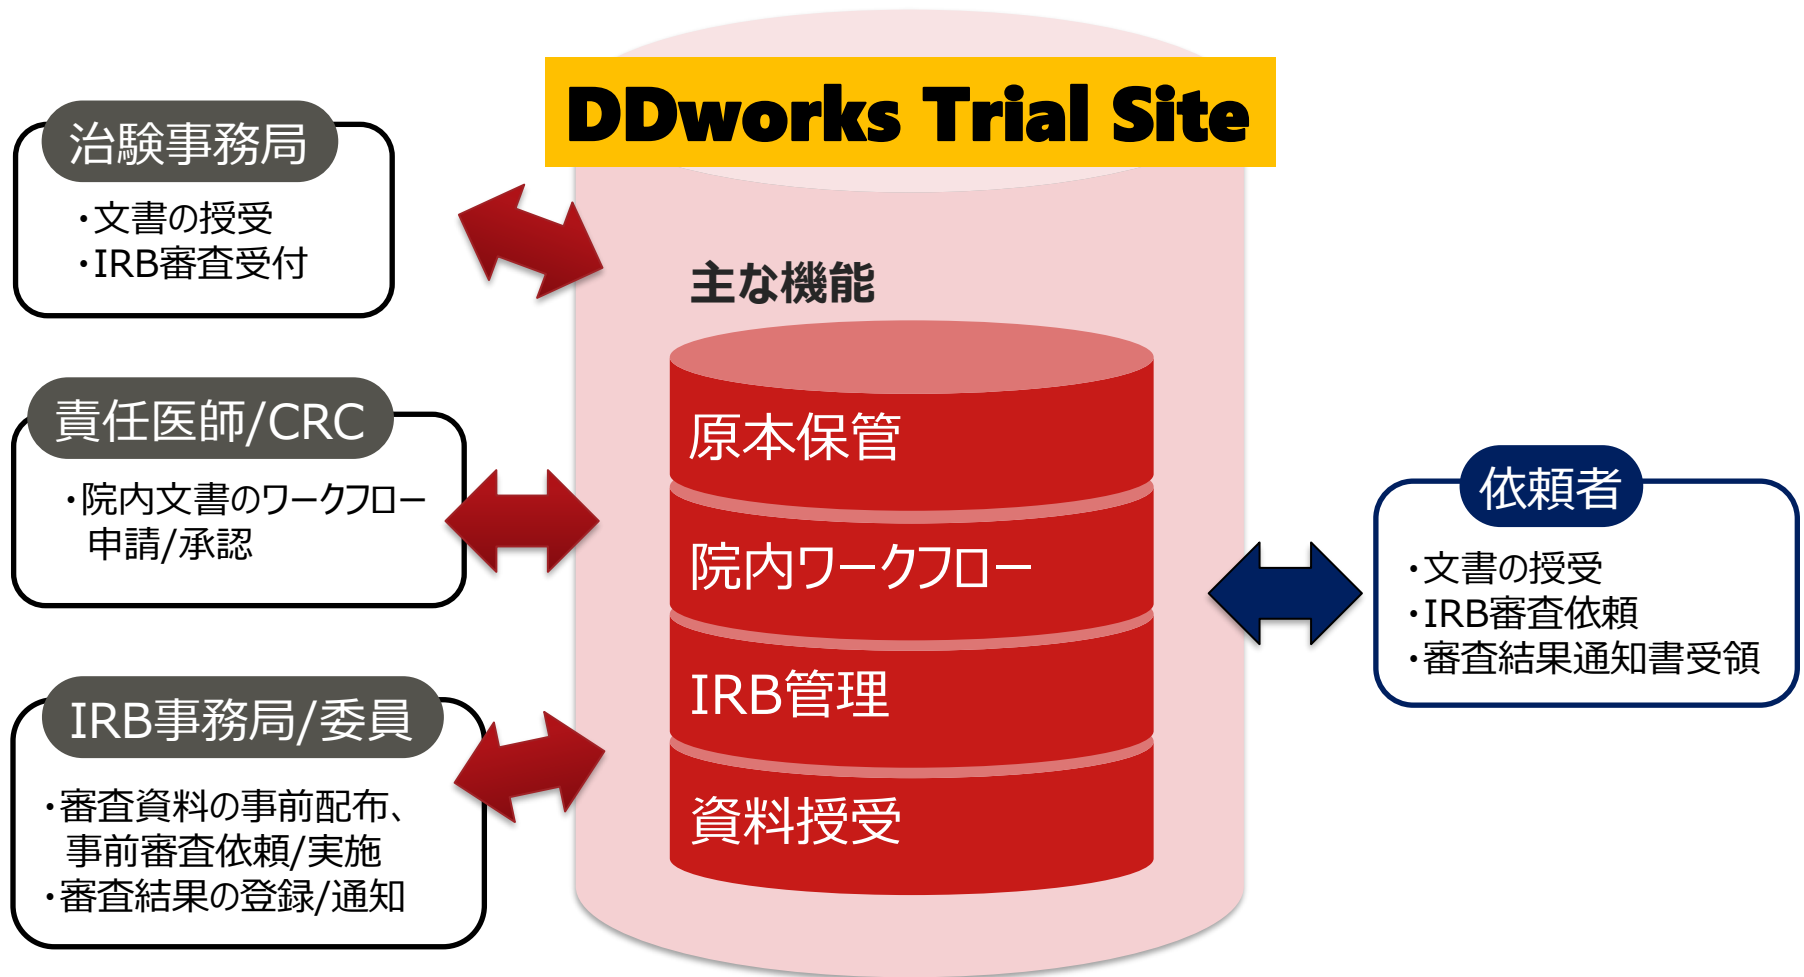 DDworks Trial Site
治験事務局
・文書の授受
・IRB審査受付
責任医師/CRC
・院内文書のワークフロー
申請/承認
IRB事務局/委員
・審査資料の事前配布、
事前審査依頼/実施
・審査結果の登録/通知
主な機能
原本保管
院内ワークフロー
IRB管理
資料授受
依頼者
・文書の授受
・IRB審査依頼
・審査結果通知書受領